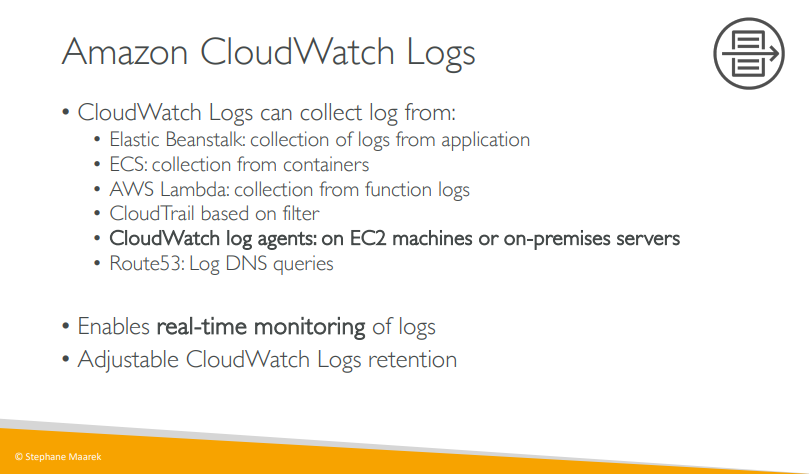 Amazon CloudWatch Logs
• CloudWatch Logs can collect log from:
• Elastic Beanstalk: collection of logs from application
• ECS: collection from containers
• AWS Lambda: collection from function logs
• CloudTrail based on filter
• CloudWatch log agents: on EC2 machines or on-premises servers
• Route53: Log DNS queries
• Enables real-time monitoring of logs
• Adjustable CloudWatch Logs retention
© Stephane Maarek